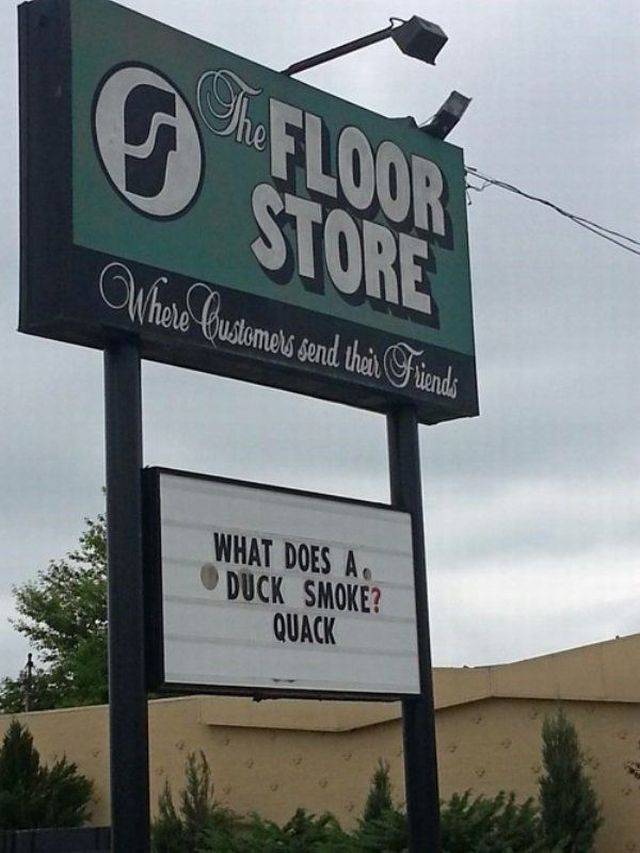 The FLOOR
STORE
Where Customers send their Friends
WHAT DOES A
DUCK SMOKE?
QUACK